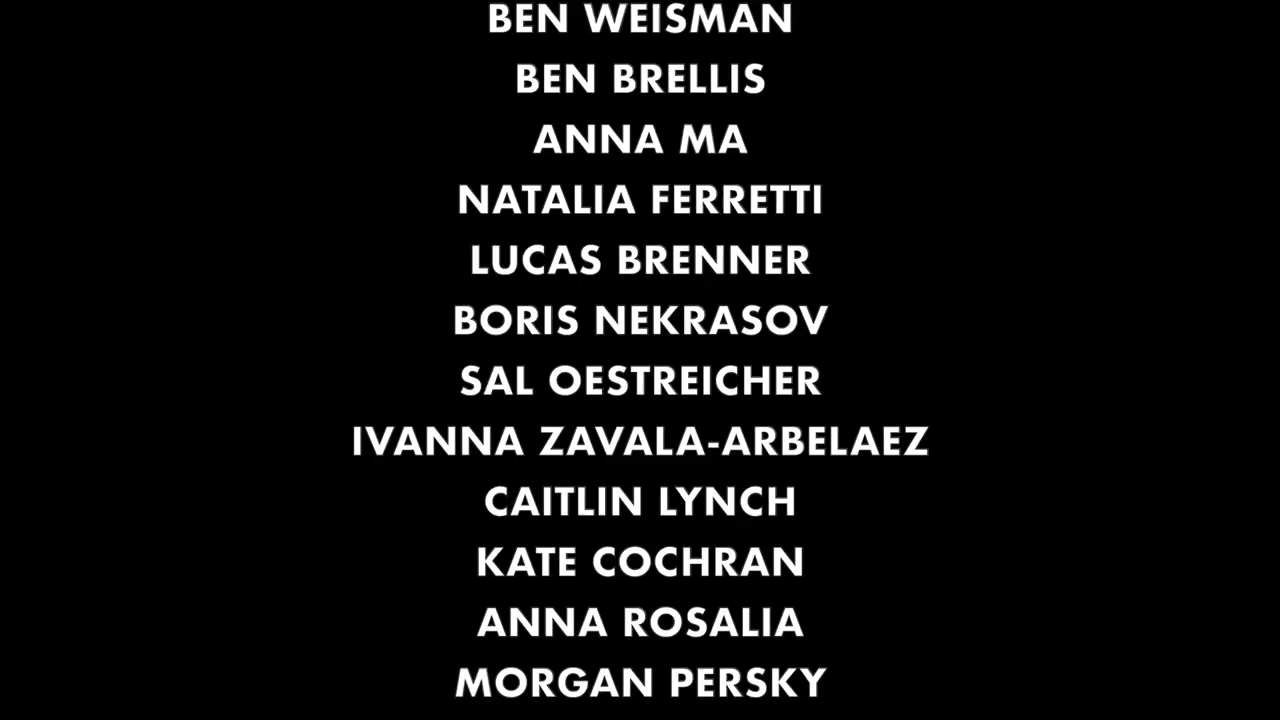 BEN WEISMAN
BEN BRELLIS
ANNA MA
NATALIA FERRETTI
LUCAS BRENNER
BORIS NEKRASOV
SAL OESTREICHER
IVANNA ZAVALA-ARBELAEZ
CAITLIN LYNCH
KATE COCHRAN
ANNA ROSALIA
MORGAN PERSKY